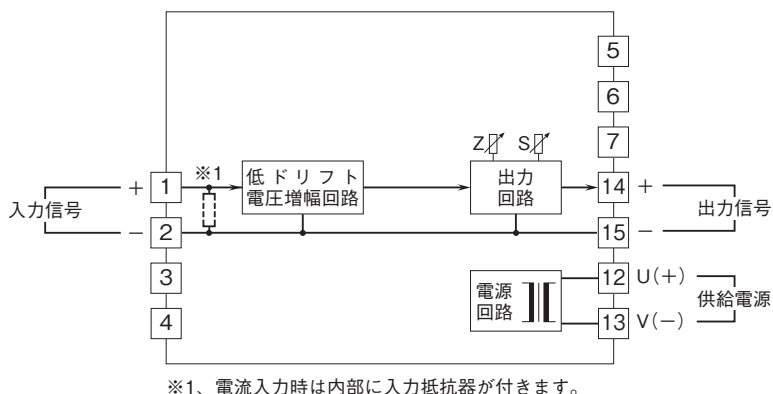 5
6
7
Z S
※1
+ 1 低ドリフト 電圧増幅回路 出力 回路 14 +
入力信号 出力信号
− 2 15 −
3 電源 回路 12 U(+)
供給電源
4 13 V(−)
※1、電流入力時は内部に入力抵抗器が付きます。